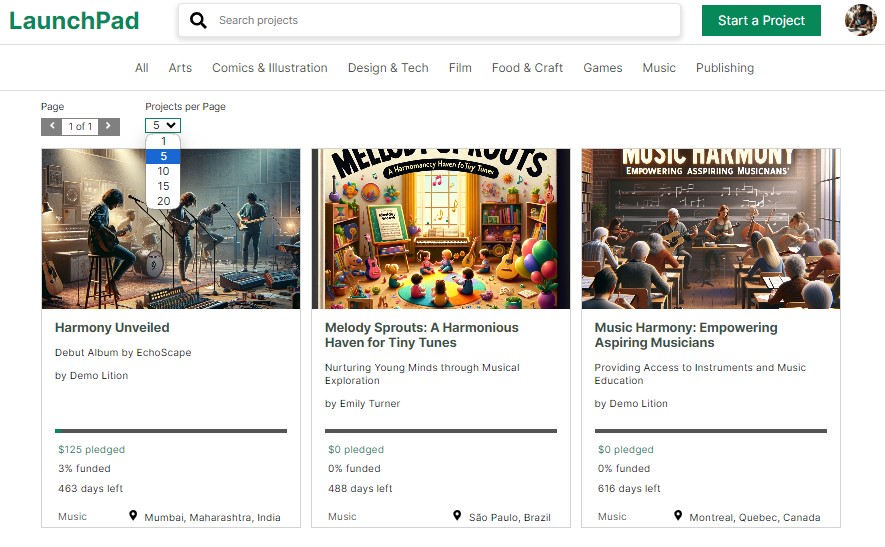 LaunchPad
Search projects
Start a Project
All Arts Comics & Illustration Design & Tech Film Food & Craft Games Music Publishing
Page
Projects per Page
1 of 1
5
1
5
10
15
20
MELODY SPROUTS
A Harnomancy Haven foTiny Tunes
MUSIC HARMONY
EMPOWERING ASSPIRING MUSICIANS'
Harmony Unveiled
Debut Album by EchoScape
by Demo Lition
$125 pledged
3% funded
463 days left
Music
Mumbai, Maharashtra, India
Melody Sprouts: A Harmonious
Haven for Tiny Tunes
Nurturing Young Minds through Musical
Exploration
by Emily Turner
$0 pledged
0% funded
488 days left
Music
São Paulo, Brazil
Music Harmony: Empowering
Aspiring Musicians
Providing Access to Instruments and Music
Education
by Demo Lition
$0 pledged
0% funded
616 days left
Music
Montreal, Quebec, Canada